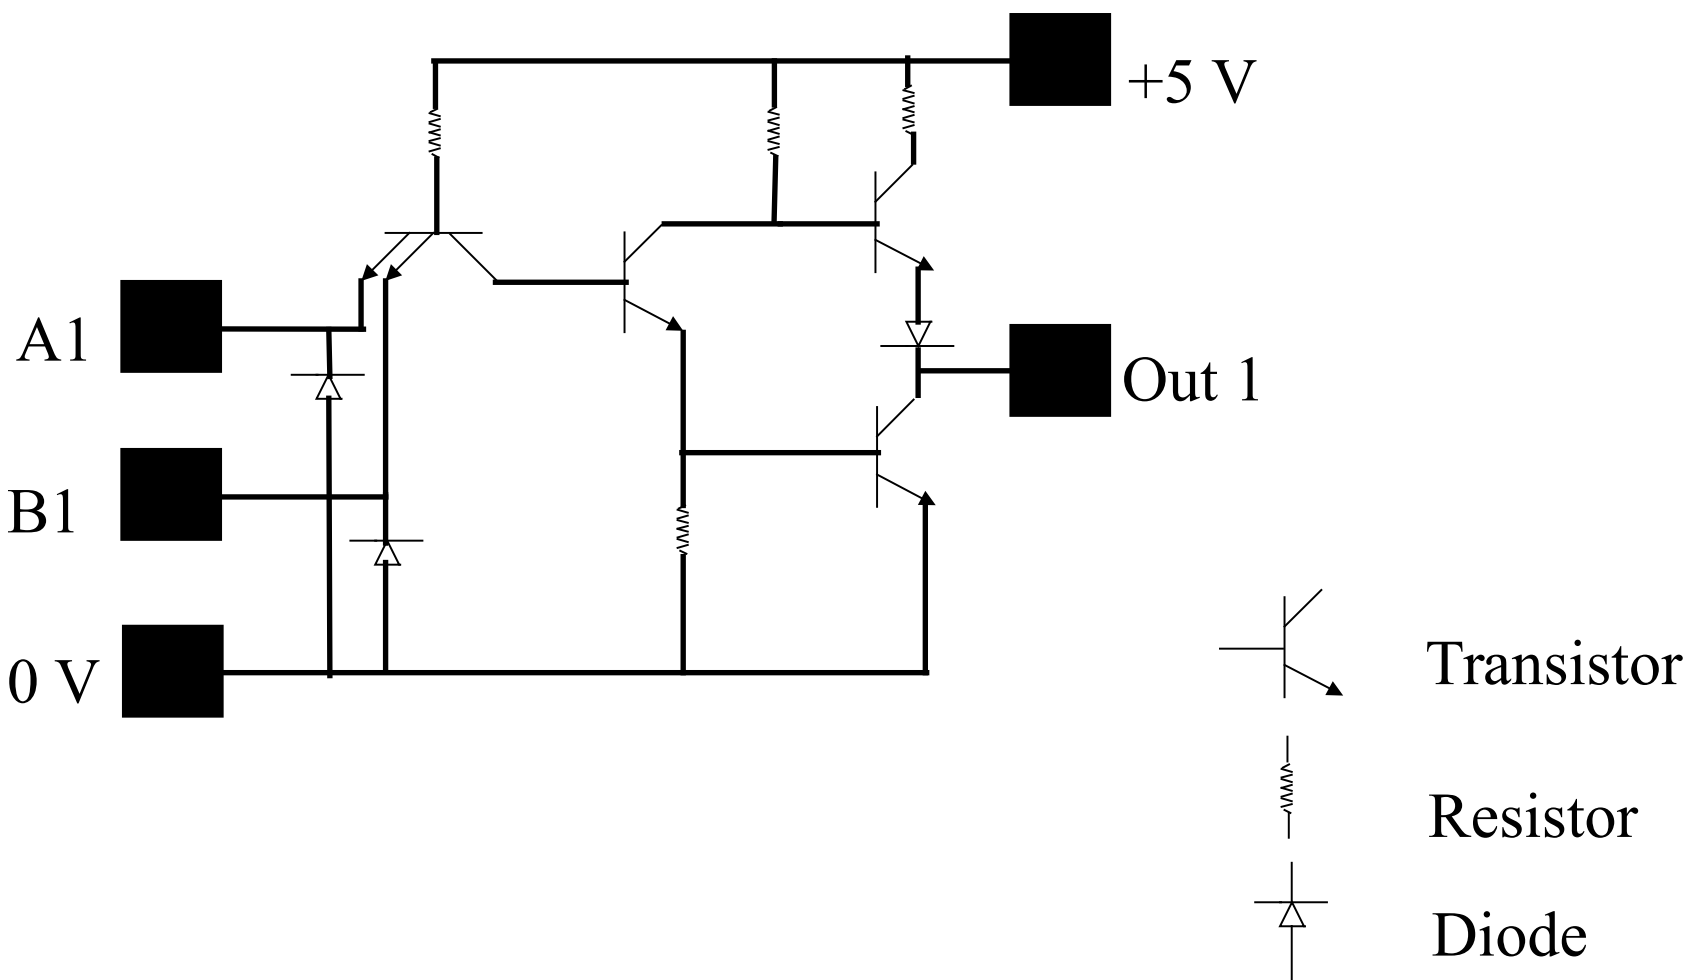 +5 V
A1
Out 1
B1
0 V
Transistor
Resistor
Diode